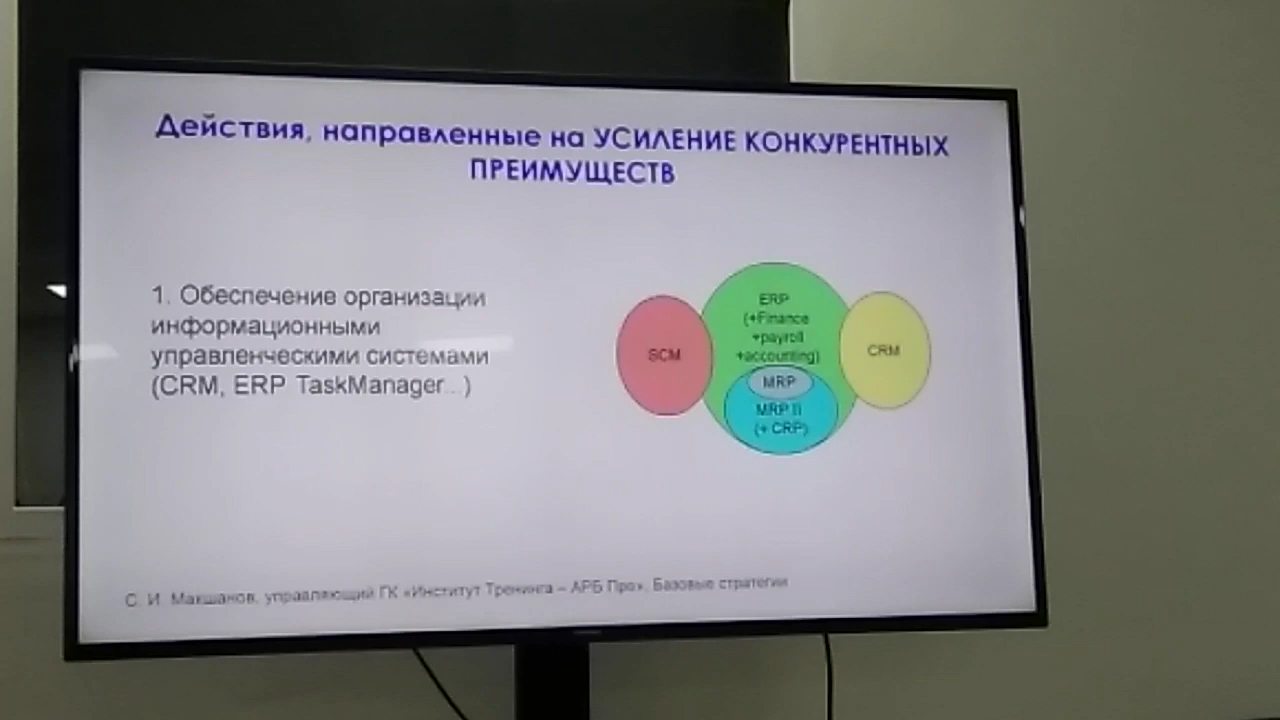 Действия, направленные на УСИЛЕНИЕ КОНКУРЕНТНЫХ
ПРЕИМУЩЕСТВ
1. Обеспечение организации
информационными
управленческими системами
(CRM, ERP TaskManager...)
ERP
(+Finance
+payroll
+accounting)
SCM
CRM
MRP
MRP II
(+ CRP)
С. И. Макшанов, управляющий ГК «Институт Тренинга – АРБ Про», Базовые стратегии